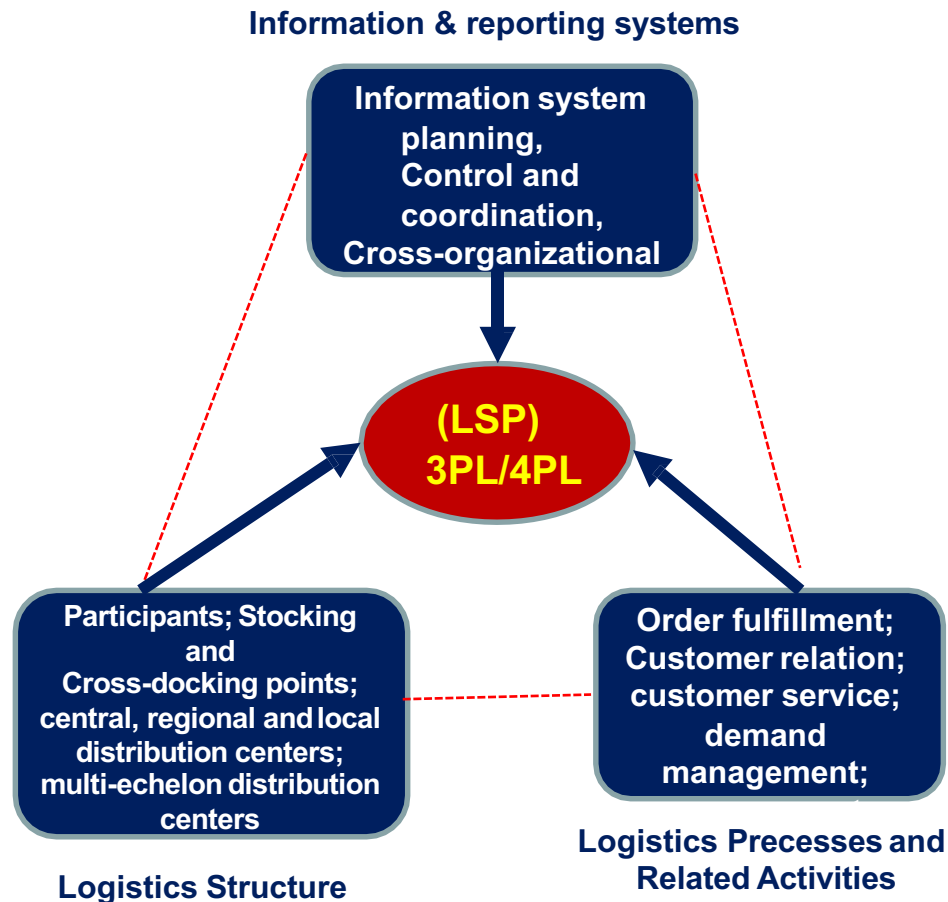 Information & reporting systems
Information system
planning,
Control and
coordination,
Cross-organizational
(LSP)
3PL/4PL
Participants; Stocking
and
Cross-docking points;
central, regional and local
distribution centers;
multi-echelon distribution
centers
Order fulfillment;
Customer relation;
customer service;
demand
management;
Logistics Structure
Logistics Precesses and
Related Activities